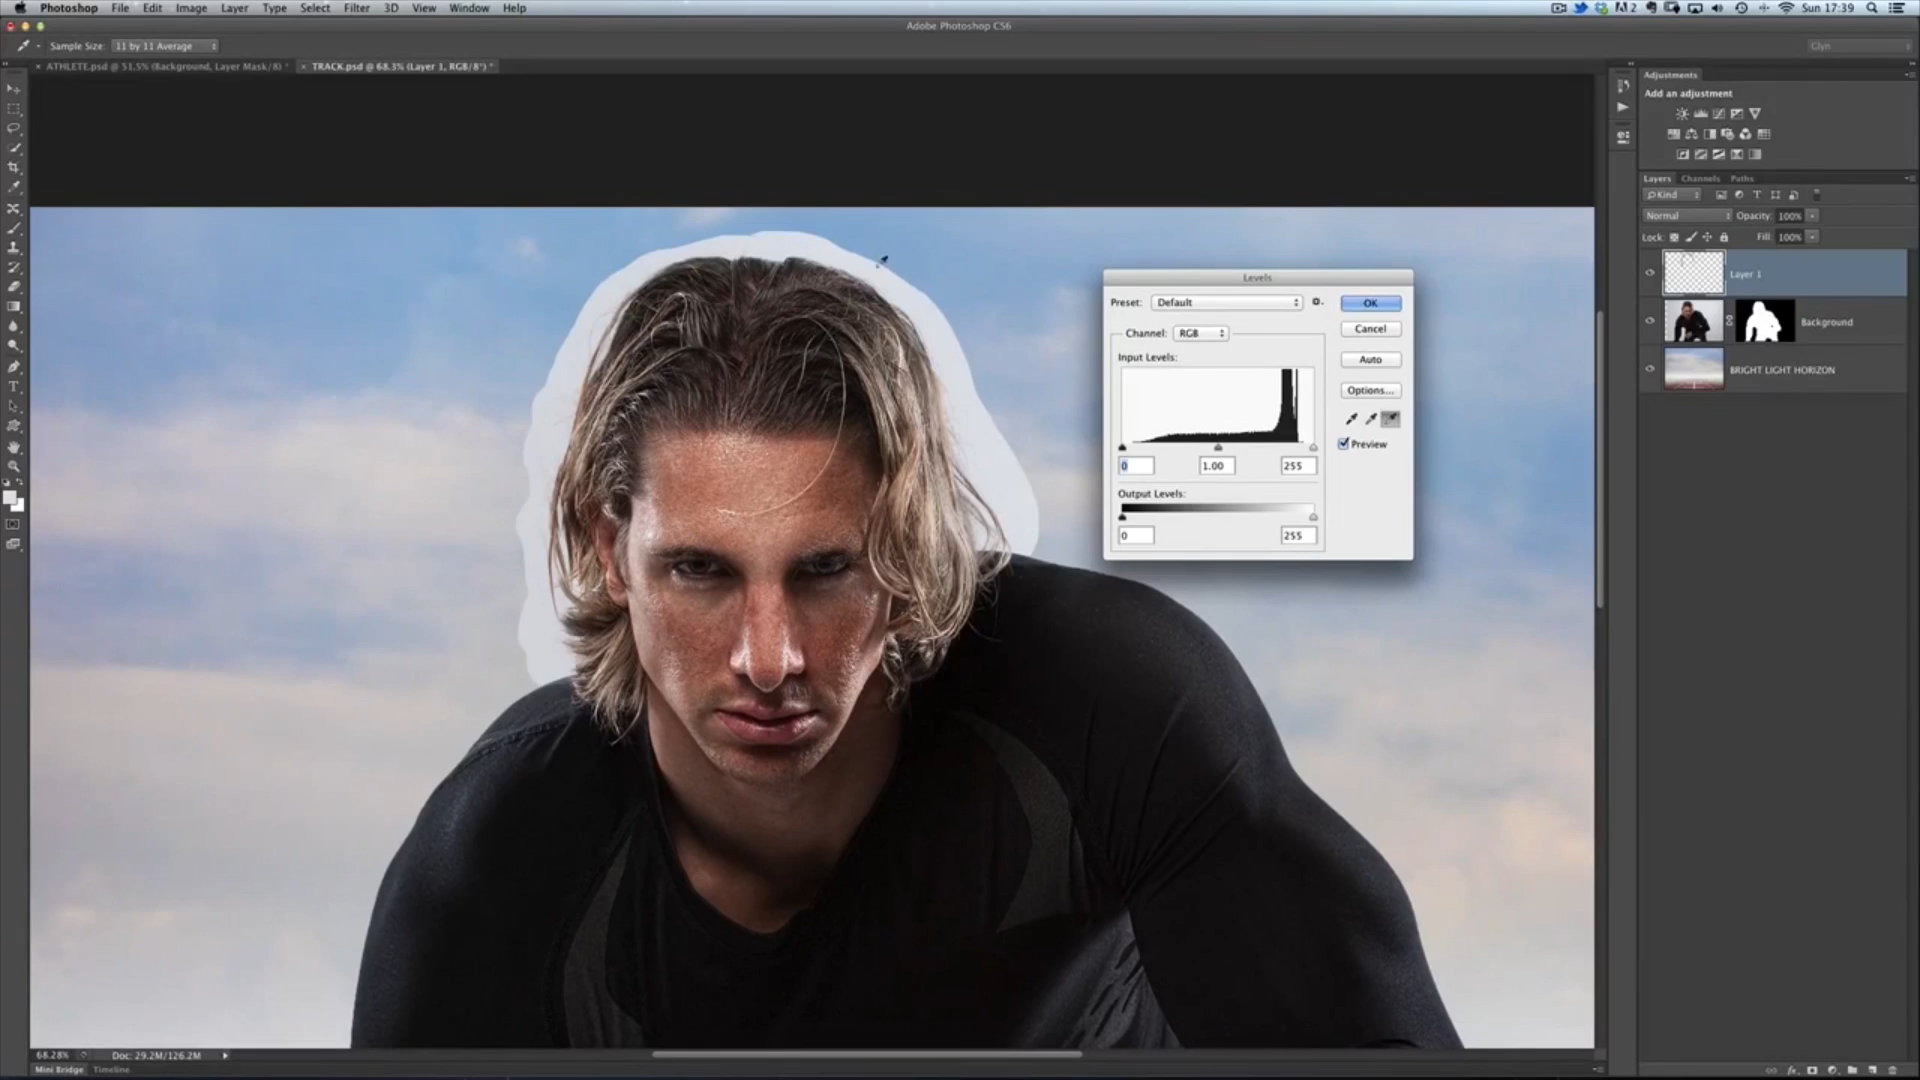 Photoshop File Edit Image Layer Type Select Filter 3D View Window Help
2 Sun 17:39
Adobe Photoshop CS6
Sample Size: 11 by 11 Average
Glyn
× ATHLETE.psd @ 51.5% (Background, Layer Mask/8) * × TRACK.psd @ 68.3% (Layer 1, RGB/8*) *
Adjustments
Add an adjustment
Layers Channels Paths
Kind
Normal Opacity: 100%
Lock: Fill: 100%
Layer 1
Background
BRIGHT LIGHT HORIZON
Levels
Preset: Default OK
Channel: RGB Cancel
Input Levels:
Auto
Options...
Preview
0 1.00 255
Output Levels:
0 255
68.28% Doc: 29.2M/126.2M
Mini Bridge Timeline